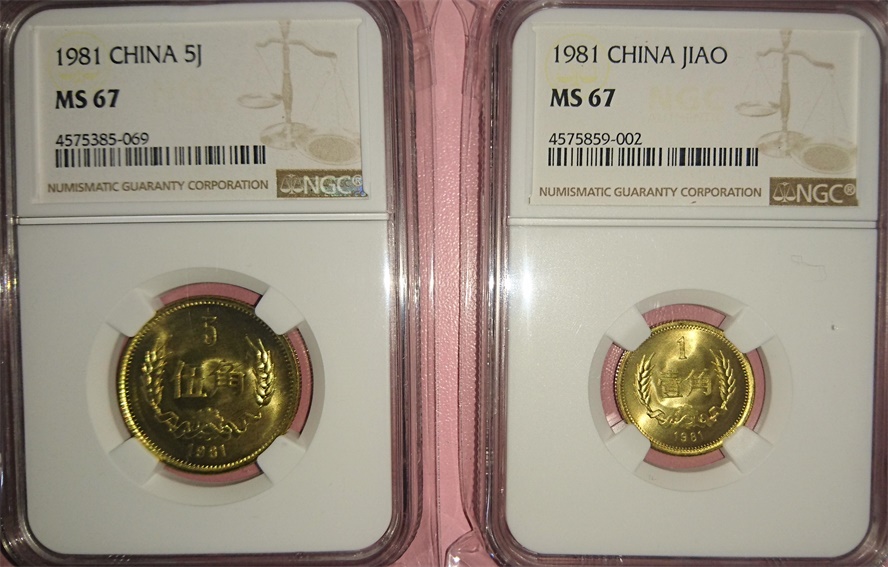 1981 CHINA 5J
MS 67
4575385-069
NUMISMATIC GUARANTY CORPORATION
NGC®
5
伍角
1981
1981 CHINA JIAO
MS 67
NGC
4575859-002
NUMISMATIC GUARANTY CORPORATION
NGC®
1
壹角
1981